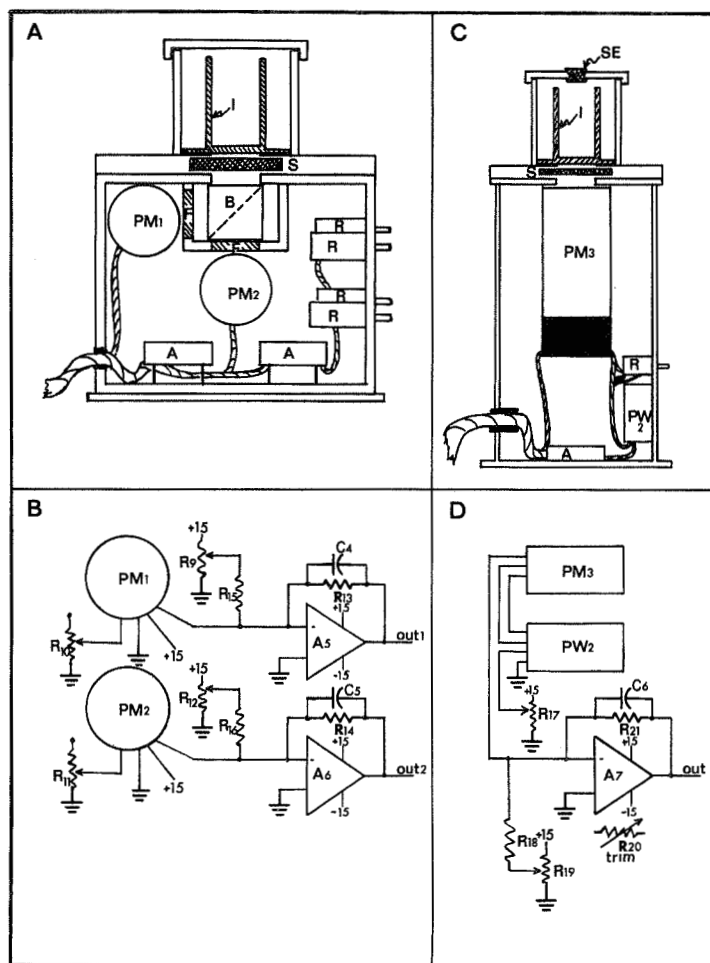 A
I
S
B
F
F
PM1
PM2
R
R
R
R
A
A
C
SE
I
S
PM3
R
PW
2
A
B
PM1
+15
R9
R15
C4
R13
+15
A5
-15
out1
R10
+15
PM2
+15
R12
R16
C5
R14
+15
A6
-15
out2
R11
+15
D
PM3
PW2
+15
R17
C6
R21
+15
A7
-15
out
R18
+15
R19
R20
trim